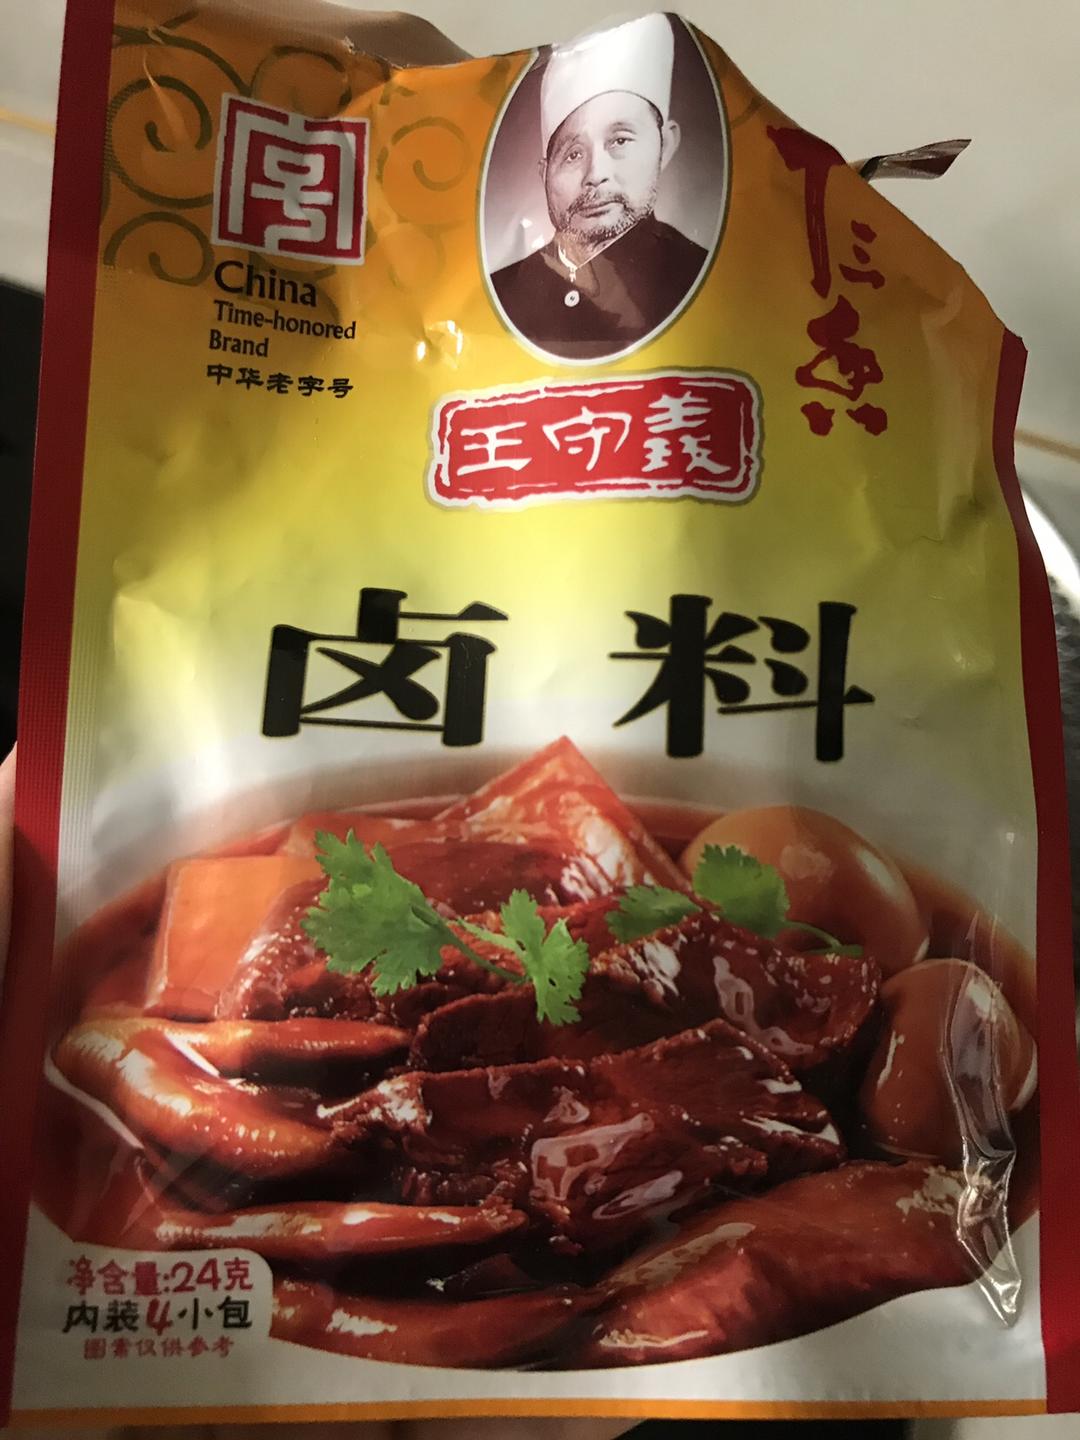 China
Time-honored
Brand
中华老字号
十三香
王守義
卤料
净含量:24克
内装4小包
图案仅供参考